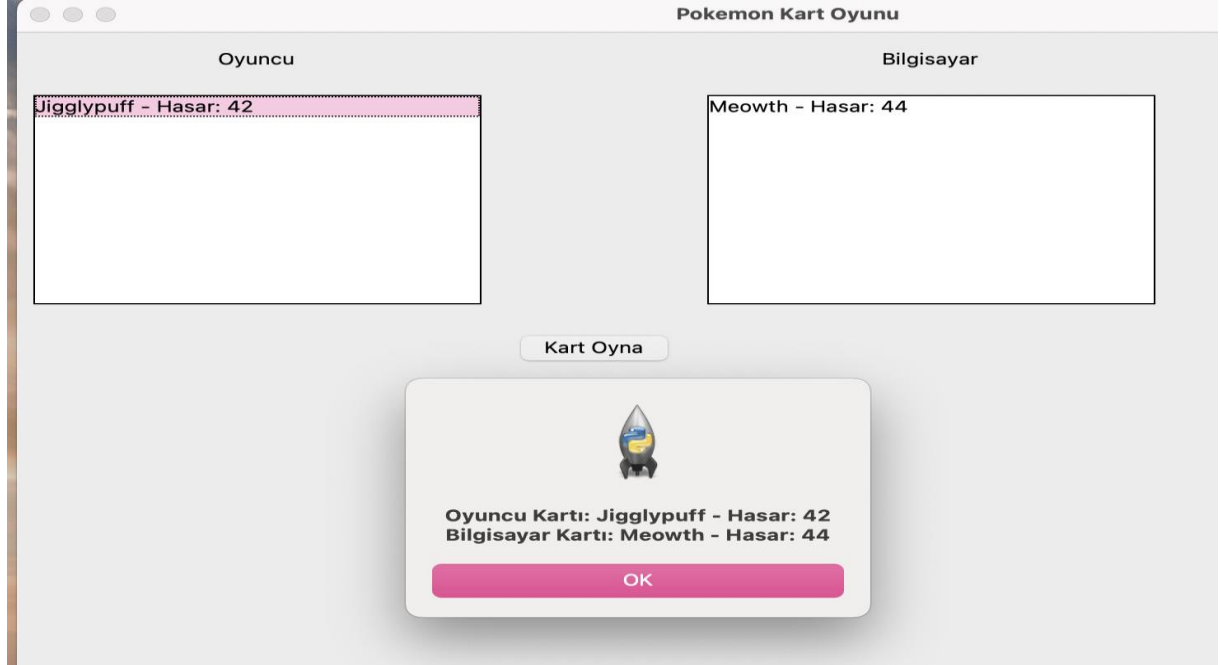 Pokemon Kart Oyunu
Oyuncu
Bilgisayar
Jigglypuff - Hasar: 42
Meowth - Hasar: 44
Kart Oyna
Oyuncu Kartı: Jigglypuff - Hasar: 42
Bilgisayar Kartı: Meowth - Hasar: 44
OK